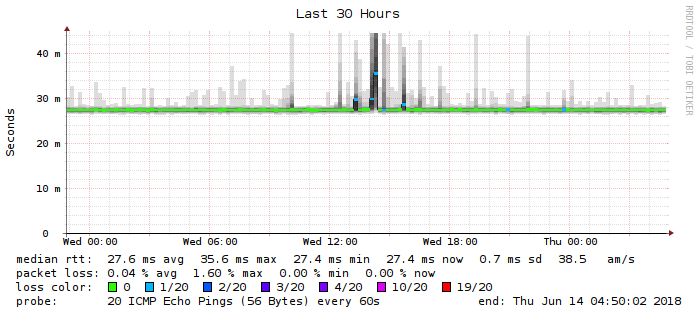 Last 30 Hours
RRDTOOL / TOBI OETIKER
Seconds
40 m
30 m
20 m
10 m
0
Wed 00:00 Wed 06:00 Wed 12:00 Wed 18:00 Thu 00:00
median rtt: 27.6 ms avg 35.6 ms max 27.4 ms min 27.4 ms now 0.7 ms sd 38.5 am/s
packet loss: 0.04 % avg 1.60 % max 0.00 % min 0.00 % now
loss color: 0 1/20 2/20 3/20 4/20 10/20 19/20
probe: 20 ICMP Echo Pings (56 Bytes) every 60s end: Thu Jun 14 04:50:02 2018